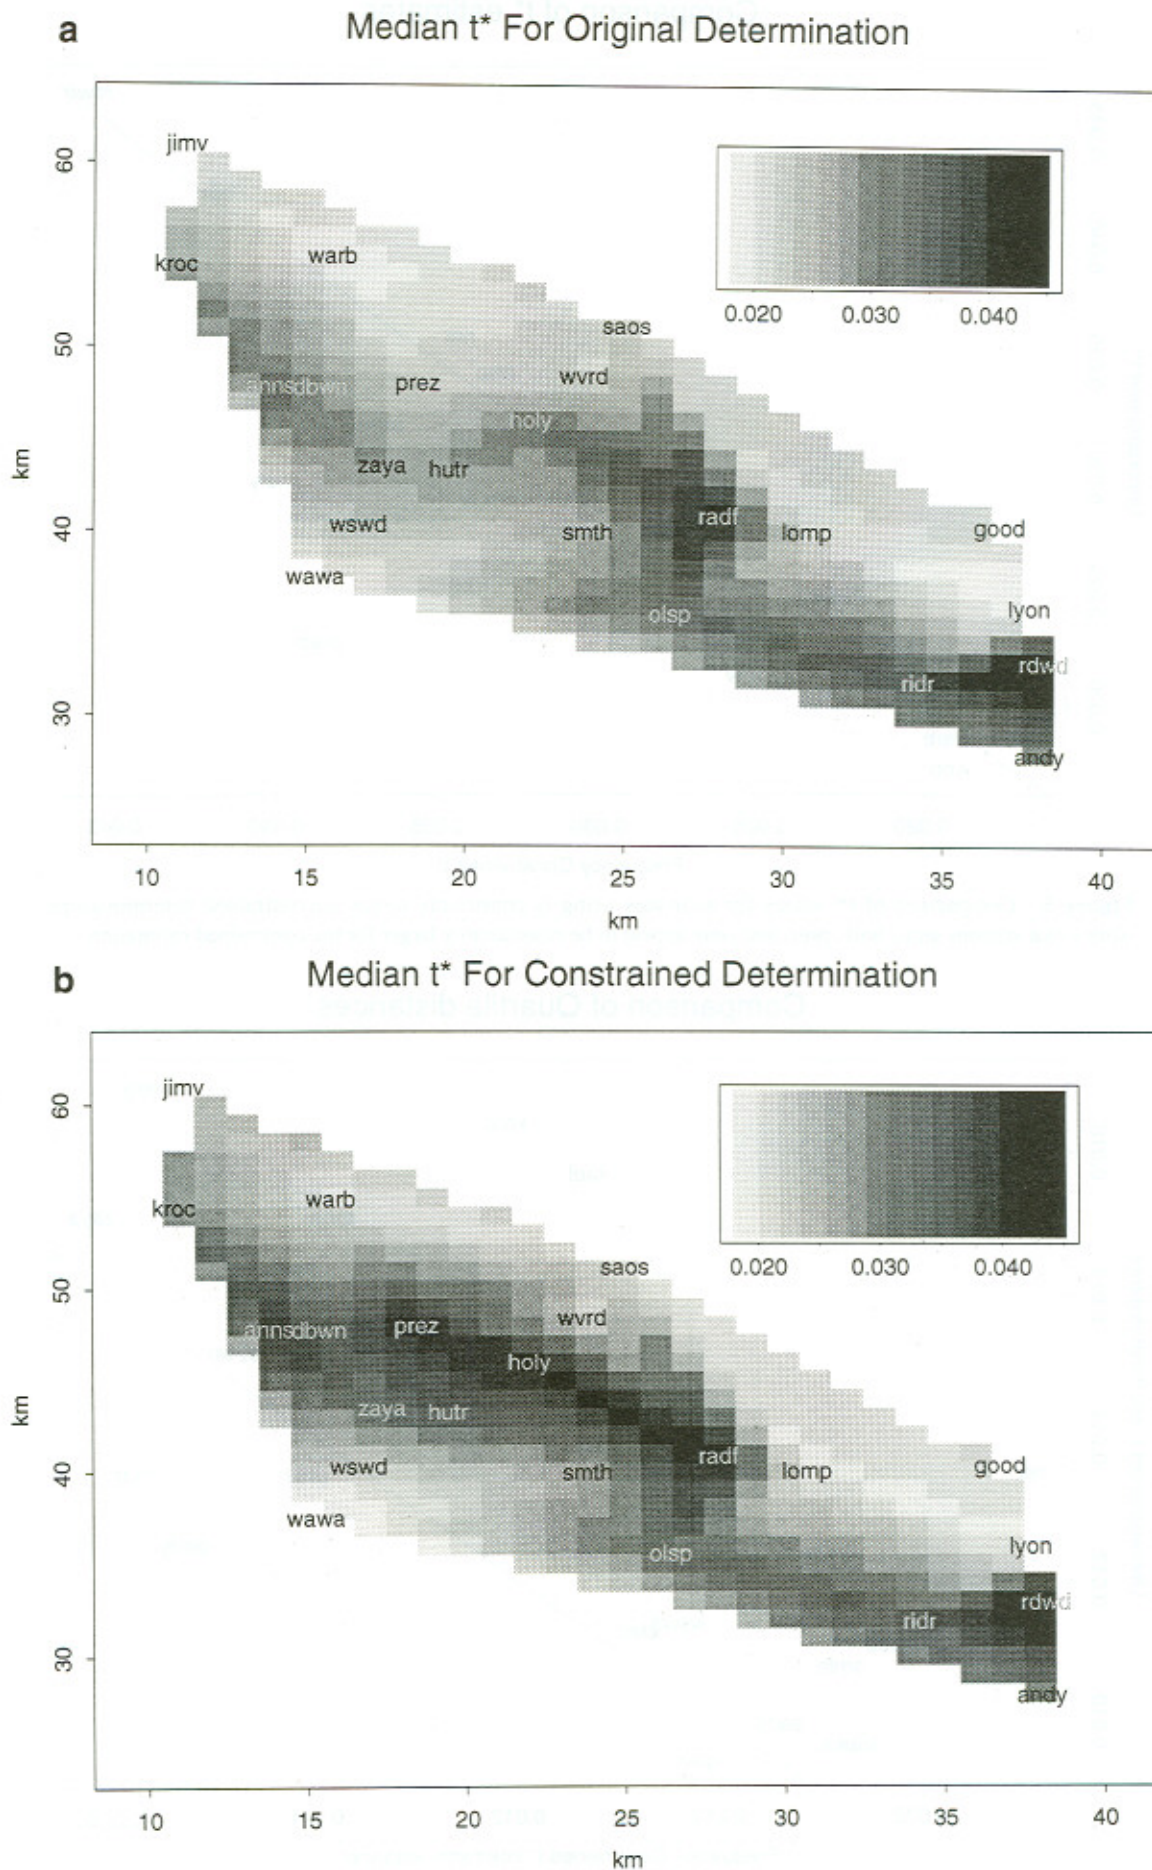 a
Median t* For Original Determination
jimv
60
warb
kroc
0.020 0.030 0.040
saos
50
wvrd
annsdbwn
prez
holy
km
zaya
hutr
radf
wswd
smth
lomp
good
40
wawa
olsp
lyon
rdwd
ridr
30
andy
10 15 20 25 30 35 40
km
b
Median t* For Constrained Determination
jimv
60
warb
kroc
0.020 0.030 0.040
saos
50
wvrd
annsdbwn
prez
holy
km
zaya
hutr
radf
wswd
smth
lomp
good
40
wawa
lyon
olsp
rdwd
ridr
30
andy
10 15 20 25 30 35 40
km